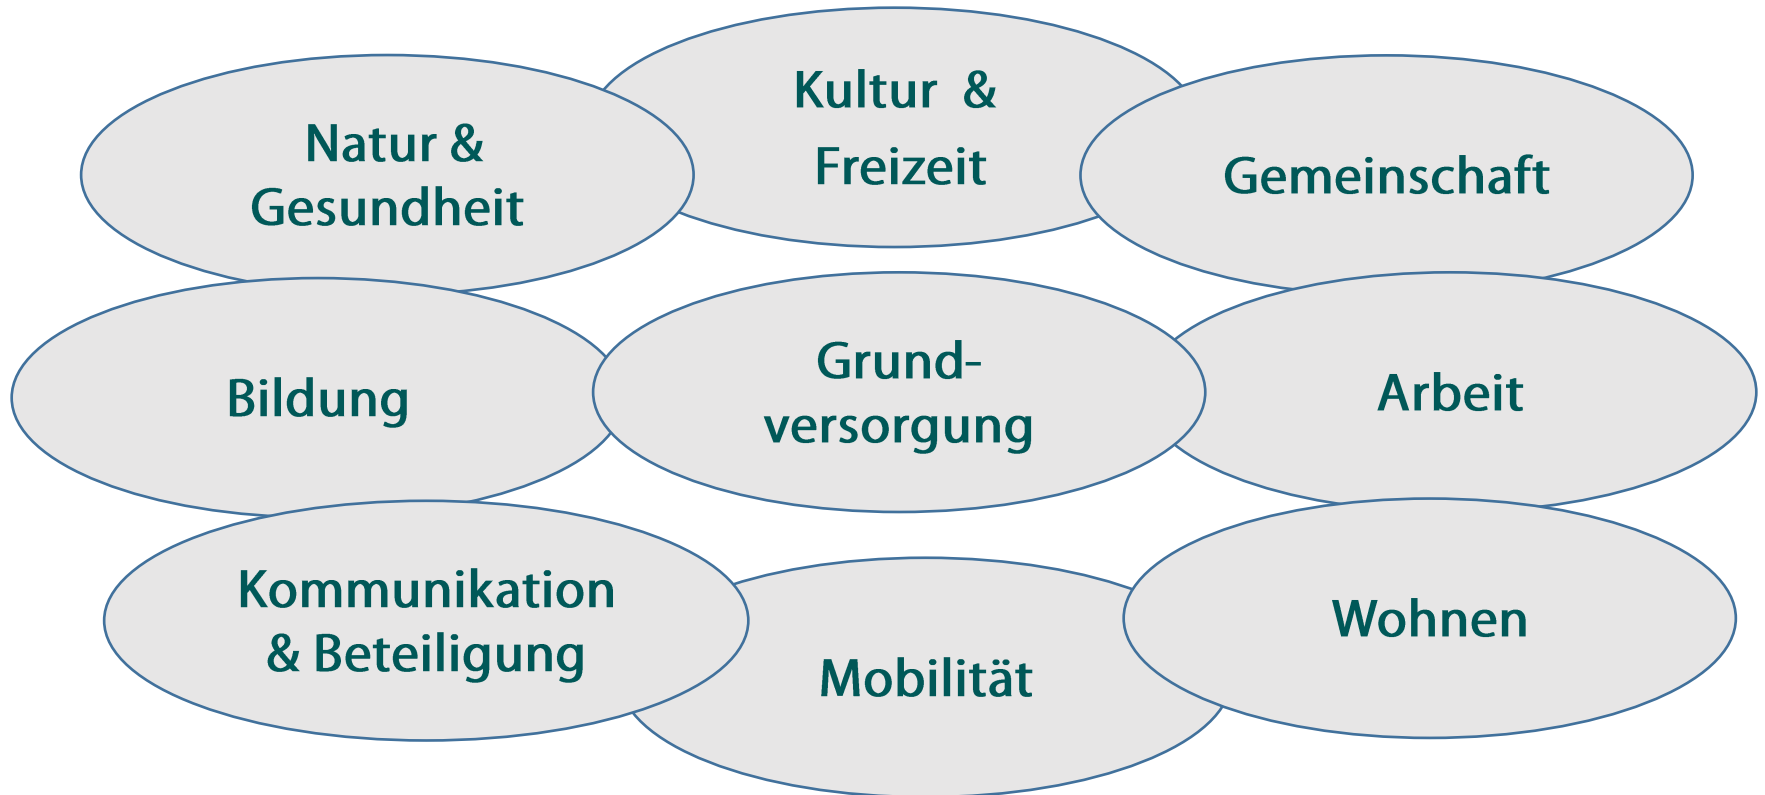 Kultur &
Freizeit
Natur &
Gesundheit
Gemeinschaft
Bildung
Grund-
versorgung
Arbeit
Kommunikation
& Beteiligung
Mobilität
Wohnen